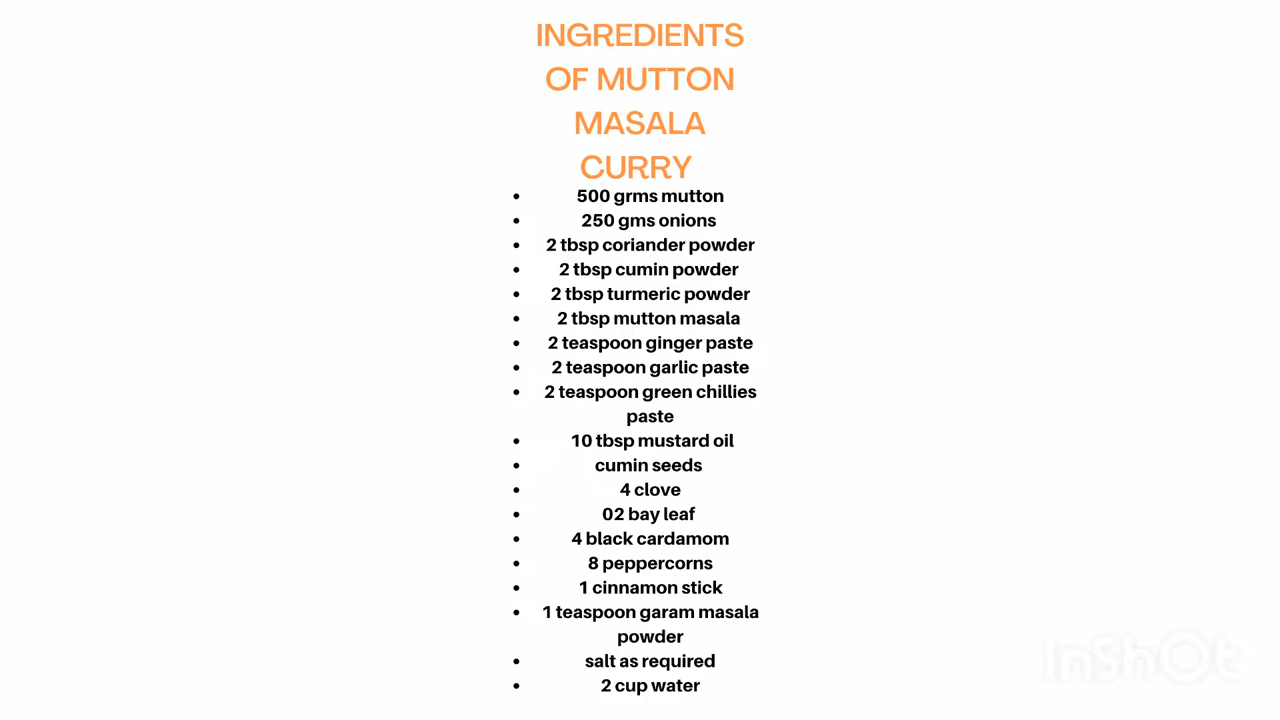 INGREDIENTS
OF MUTTON
MASALA
CURRY
• 500 grms mutton
• 250 gms onions
• 2 tbsp coriander powder
• 2 tbsp cumin powder
• 2 tbsp turmeric powder
• 2 tbsp mutton masala
• 2 teaspoon ginger paste
• 2 teaspoon garlic paste
• 2 teaspoon green chillies
paste
• 10 tbsp mustard oil
• cumin seeds
• 4 clove
• 02 bay leaf
• 4 black cardamom
• 8 peppercorns
• 1 cinnamon stick
• 1 teaspoon garam masala
powder
• salt as required
• 2 cup water
InShOt